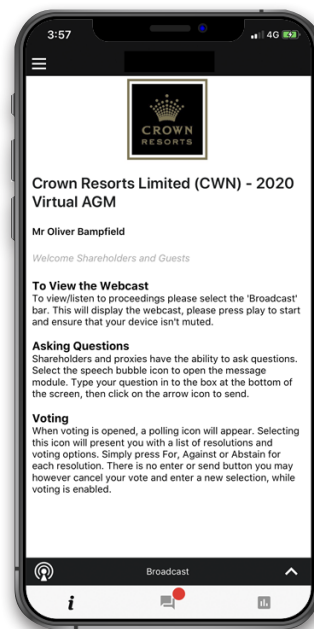 3:57
4G
CROWN
RESORTS
Crown Resorts Limited (CWN) - 2020
Virtual AGM
Mr Oliver Bampfield
Welcome Shareholders and Guests
To View the Webcast
To view/listen to proceedings please select the 'Broadcast'
bar. This will display the webcast, please press play to start
and ensure that your device isn't muted.
Asking Questions
Shareholders and proxies have the ability to ask questions.
Select the speech bubble icon to open the message
module. Type your question in to the box at the bottom of
the screen, then click on the arrow icon to send.
Voting
When voting is opened, a polling icon will appear. Selecting
this icon will present you with a list of resolutions and
voting options. Simply press For, Against or Abstain for
each resolution. There is no enter or send button you may
however cancel your vote and enter a new selection, while
voting is enabled.
Broadcast